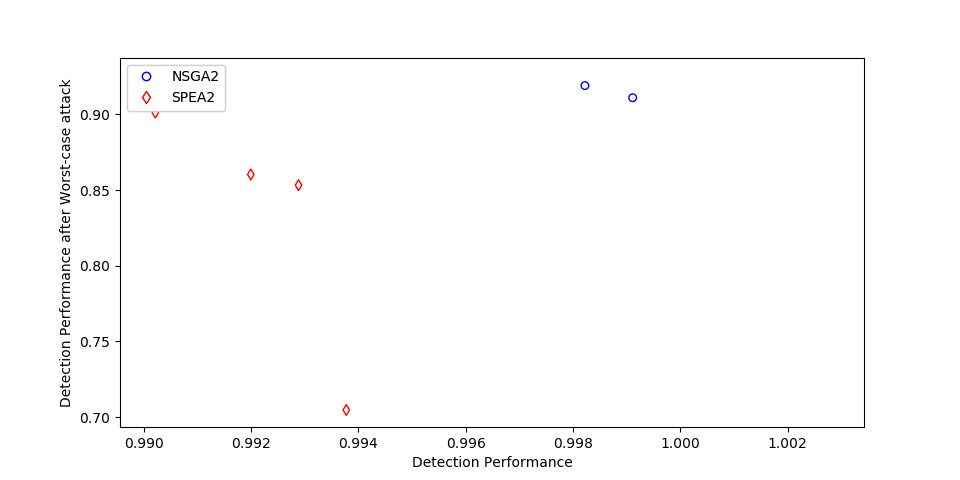 NSGA2
SPEA2
0.90
0.85
0.80
0.75
0.70
Detection Performance after Worst-case attack
0.990 0.992 0.994 0.996 0.998 1.000 1.002
Detection Performance